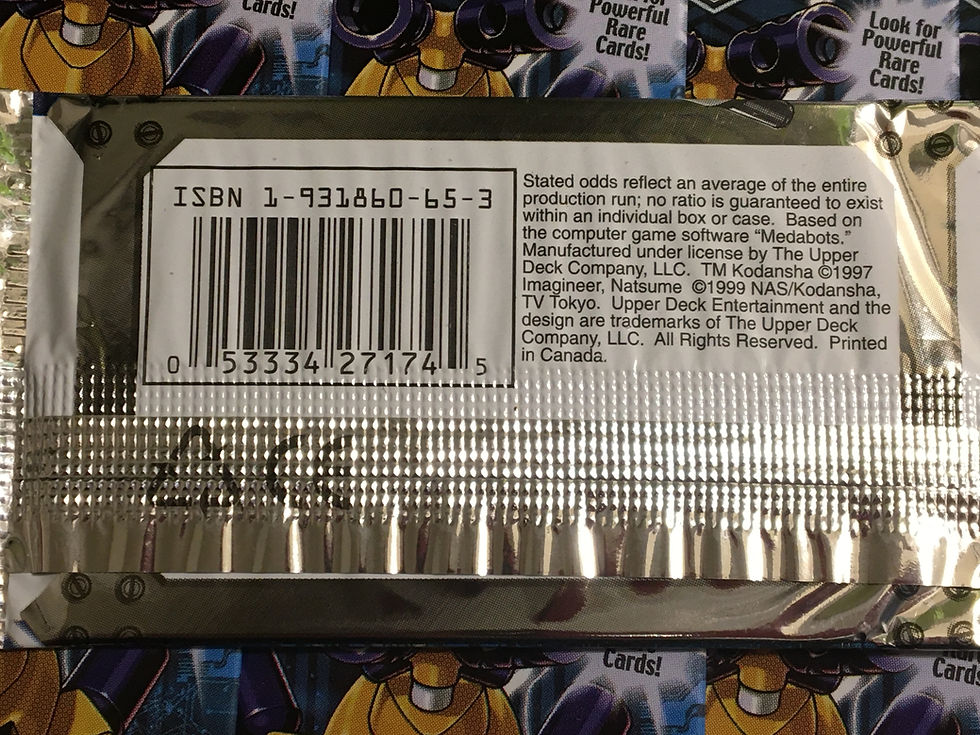 Cards!
Powerful
Rare
Cards!
Look for
Powerful
Rare
Cards!
ISBN 1-931860-65-3
0 53334 27174 5
Stated odds reflect an average of the entire
production run; no ratio is guaranteed to exist
within an individual box or case. Based on
the computer game software “Medabots.”
Manufactured under license by The Upper
Deck Company, LLC. TM Kodansha ©1997
Imagineer, Natsume ©1999 NAS/Kodansha,
TV Tokyo. Upper Deck Entertainment and the
design are trademarks of The Upper Deck
Company, LLC. All Rights Reserved. Printed
in Canada.
CE
Cards!
Cards!